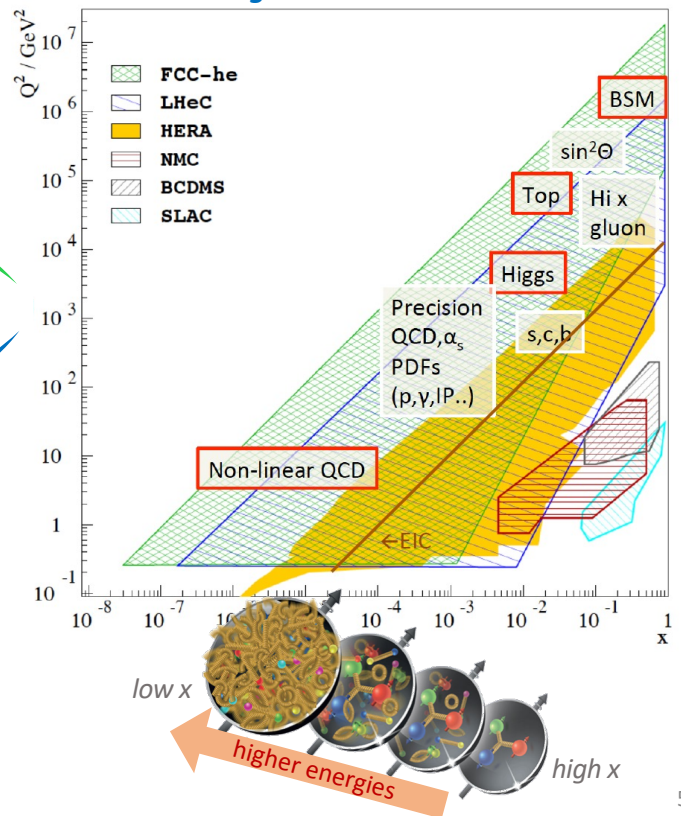 Q² / GeV²
10⁷
10⁶
10⁵
10⁴
10³
10²
10
1
10⁻¹
FCC-he
LHeC
HERA
NMC
BCDMS
SLAC
BSM
sin²Θ
Top
Hi x
gluon
Higgs
Precision
QCD,αₛ
PDFs
(p,γ,IP..)
s,c,b
Non-linear QCD
←EIC
10⁻⁸
10⁻⁷
10⁻⁴
10⁻³
10⁻²
10⁻¹
1
x
low x
higher energies
high x
5